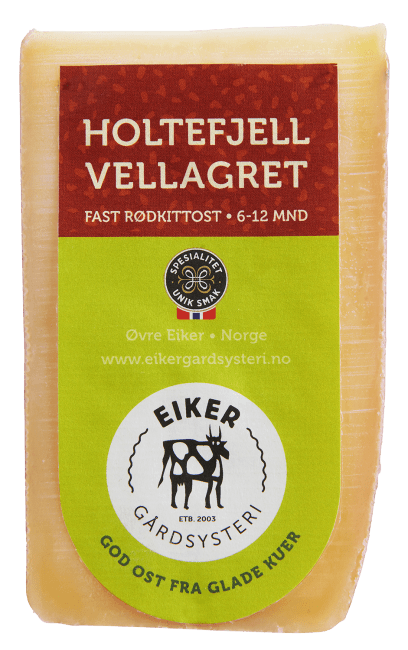 HOLTEFJELL
VELLAGRET
FAST RØDKITTOST • 6-12 MND
SPESIALITET
UNIK SMAK
Øvre Eiker • Norge
www.eikergardsysteri.no
EIKER
ETB. 2003
GÅRDSYSTERI
GOD OST FRA GLADE KUER